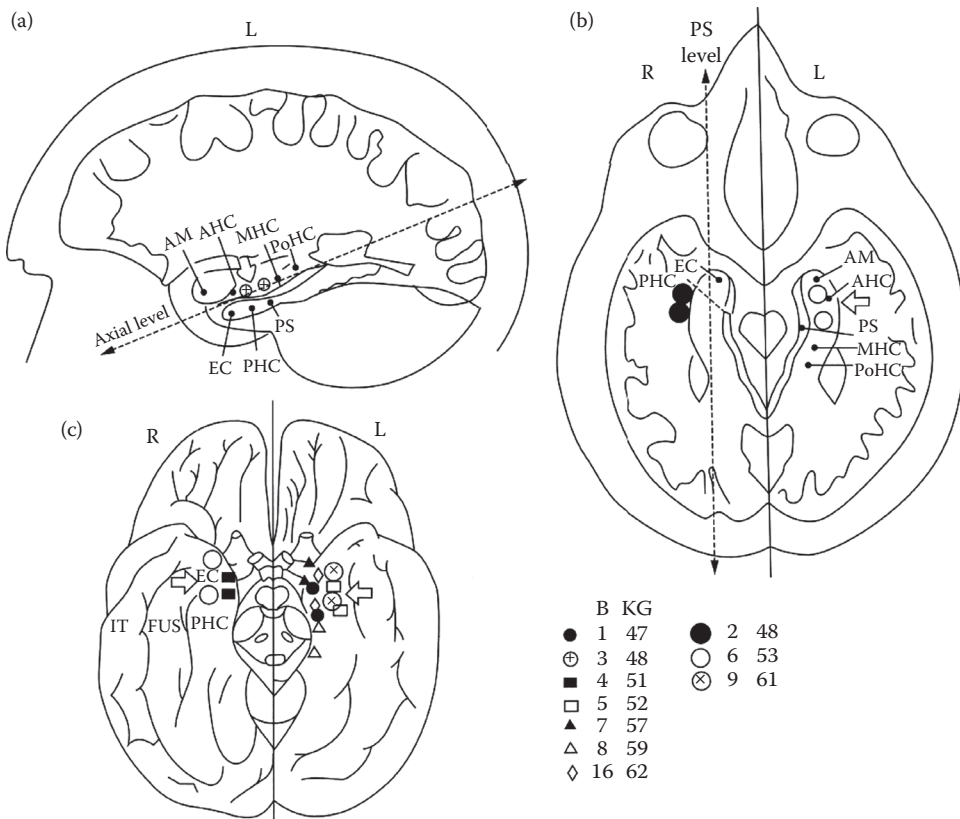 (a)
L
AM
AHC
MHC
PoHC
Axial level
EC
PHC
PS
(b)
PS
level
R
L
EC
PHC
AM
AHC
PS
MHC
PoHC
(c)
R
L
EC
IT
FUS
PHC
B KG
1 47
3 48
4 51
5 52
7 57
8 59
16 62
2 48
6 53
9 61